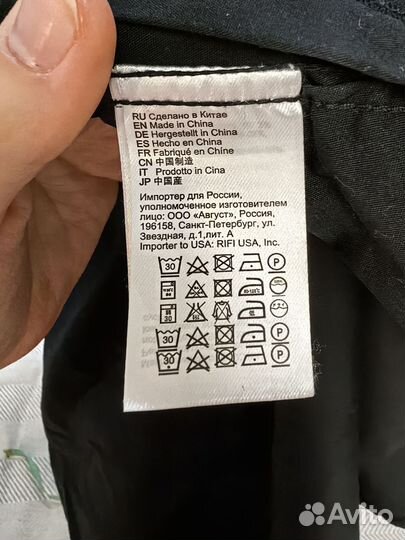 RU Сделано в Китае
EN Made in China
DE Hergestellt in China
ES Hecho en China
FR Fabriqué en China
CN 中国制造
IT Prodotto in Cina
JP 中国産
Импортер для России,
уполномоченное изготовителем
лицо: ООО «Август», Россия,
196158, Санкт-Петербург, ул.
Звездная, д.1,лит. А
Importer to USA: RIFI USA, Inc.
30 P
30
30 P
30 P
Avito